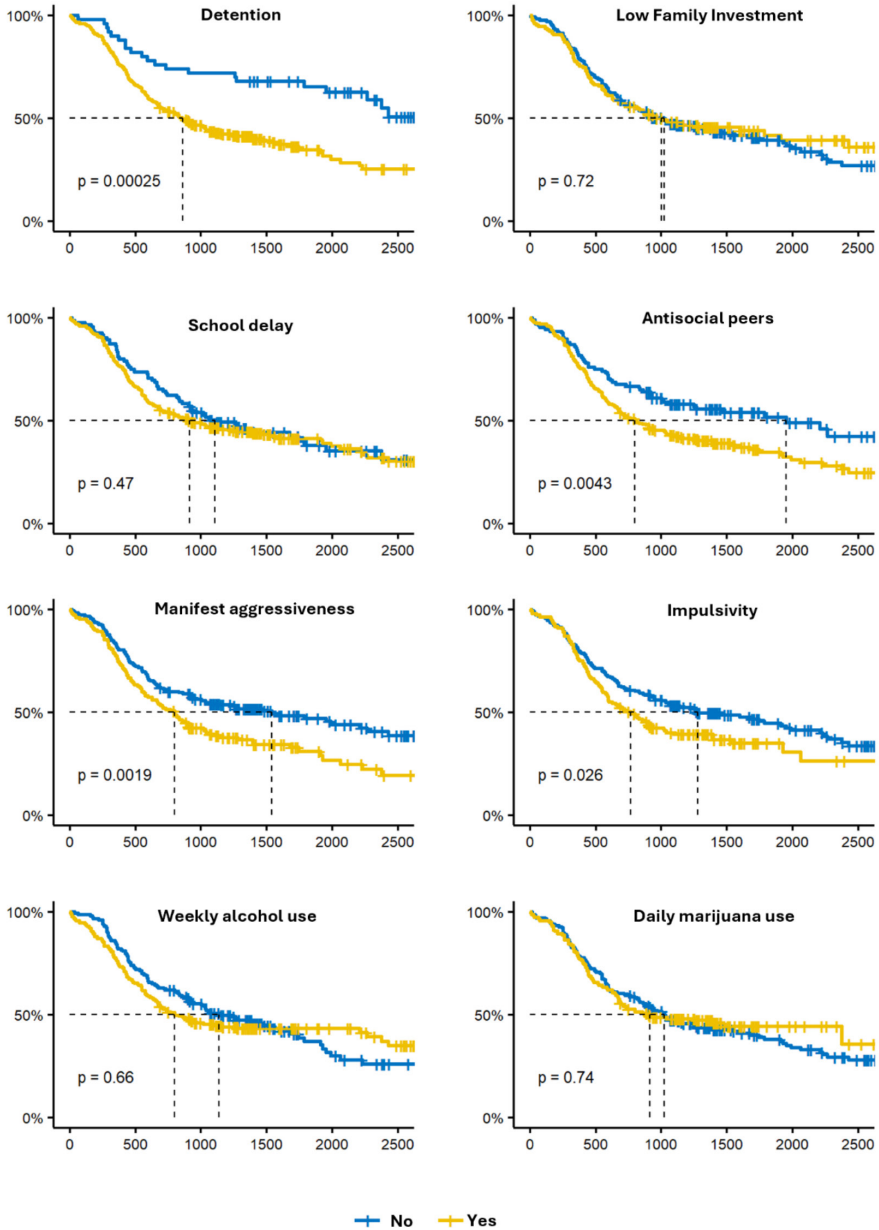 Detention
100%
50%
p = 0.00025
0%
0 500 1000 1500 2000 2500
Low Family Investment
100%
50%
p = 0.72
0%
0 500 1000 1500 2000 2500
School delay
100%
50%
p = 0.47
0%
0 500 1000 1500 2000 2500
Antisocial peers
100%
50%
p = 0.0043
0%
0 500 1000 1500 2000 2500
Manifest aggressiveness
100%
50%
p = 0.0019
0%
0 500 1000 1500 2000 2500
Impulsivity
100%
50%
p = 0.026
0%
0 500 1000 1500 2000 2500
Weekly alcohol use
100%
50%
p = 0.66
0%
0 500 1000 1500 2000 2500
Daily marijuana use
100%
50%
p = 0.74
0%
0 500 1000 1500 2000 2500
No Yes